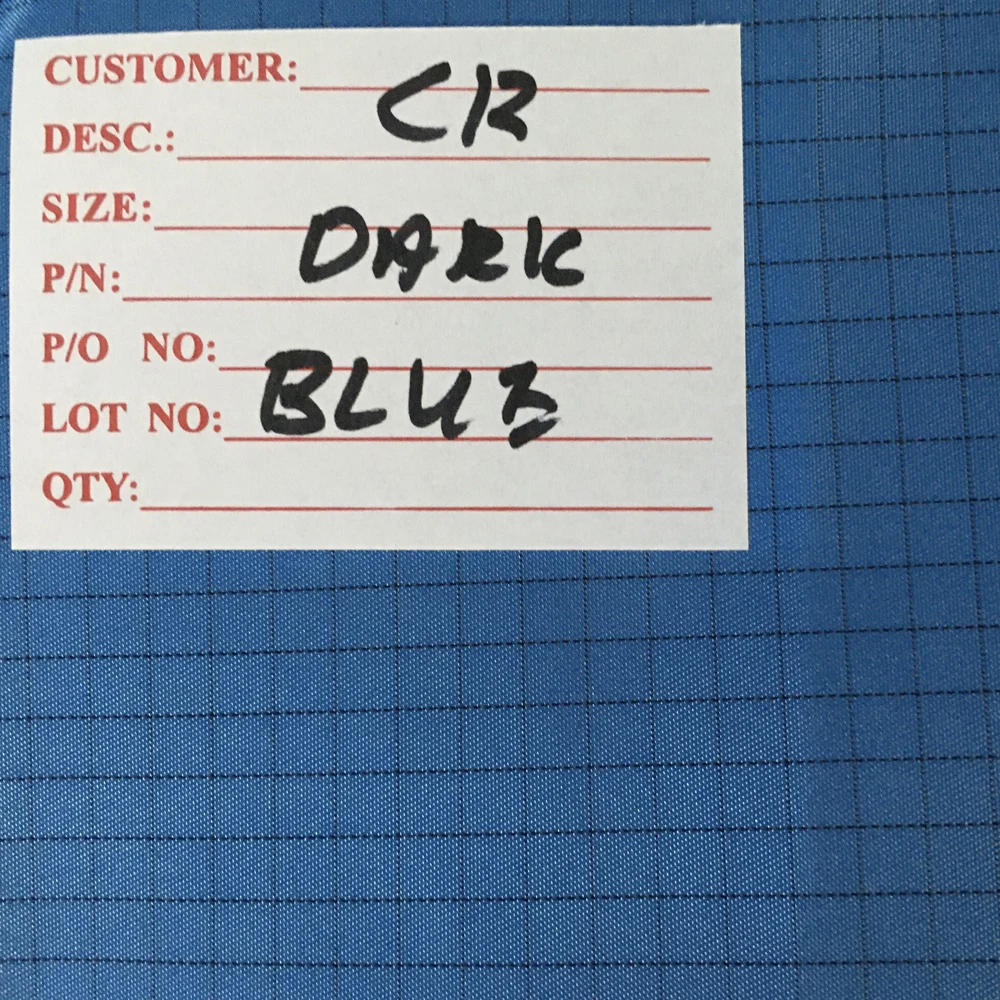 CUSTOMER:
CR
DESC.:
SIZE:
DARK
P/N:
P/O NO:
BLUE
LOT NO:
QTY: